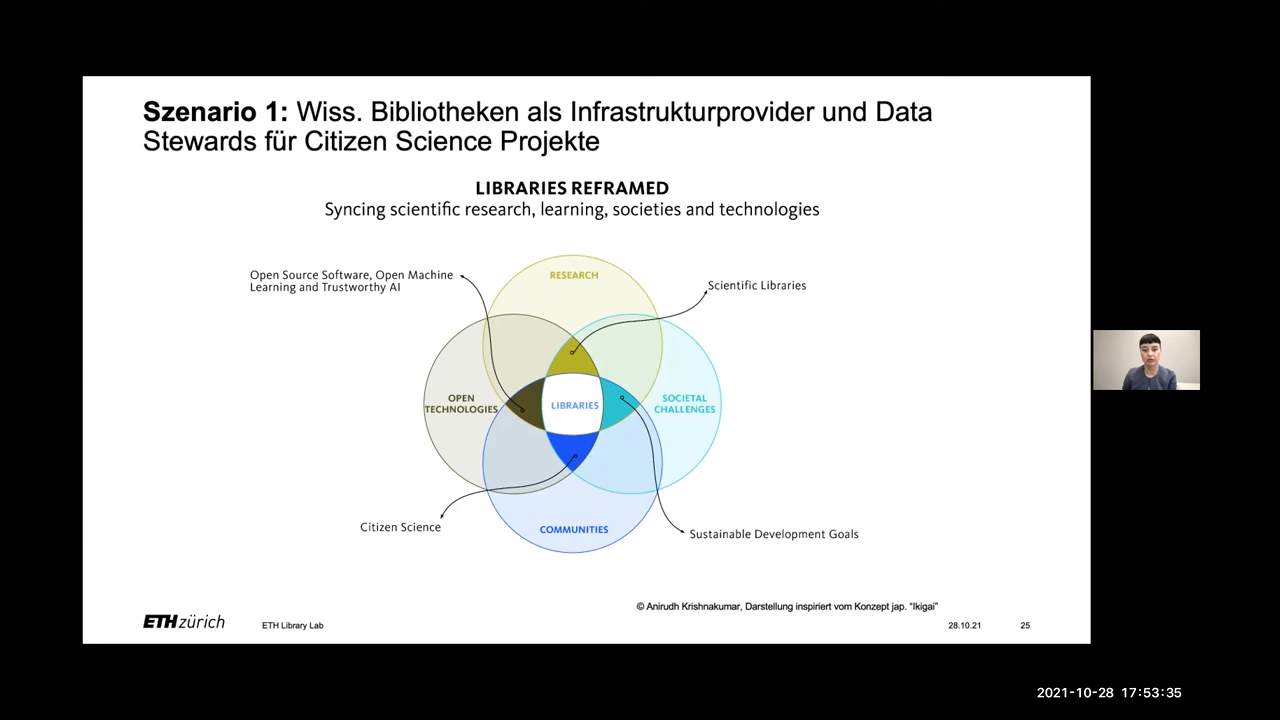 Szenario 1: Wiss. Bibliotheken als Infrastrukturprovider und Data
Stewards für Citizen Science Projekte
LIBRARIES REFRAMED
Syncing scientific research, learning, societies and technologies
Open Source Software, Open Machine
Learning and Trustworthy AI
RESEARCH
Scientific Libraries
OPEN
TECHNOLOGIES
LIBRARIES
SOCIETAL
CHALLENGES
Citizen Science
COMMUNITIES
Sustainable Development Goals
© Anirudh Krishnakumar, Darstellung inspiriert vom Konzept jap. "Ikigai"
ETH zürich
ETH Library Lab
28.10.21
25
2021-10-28 17:53:35